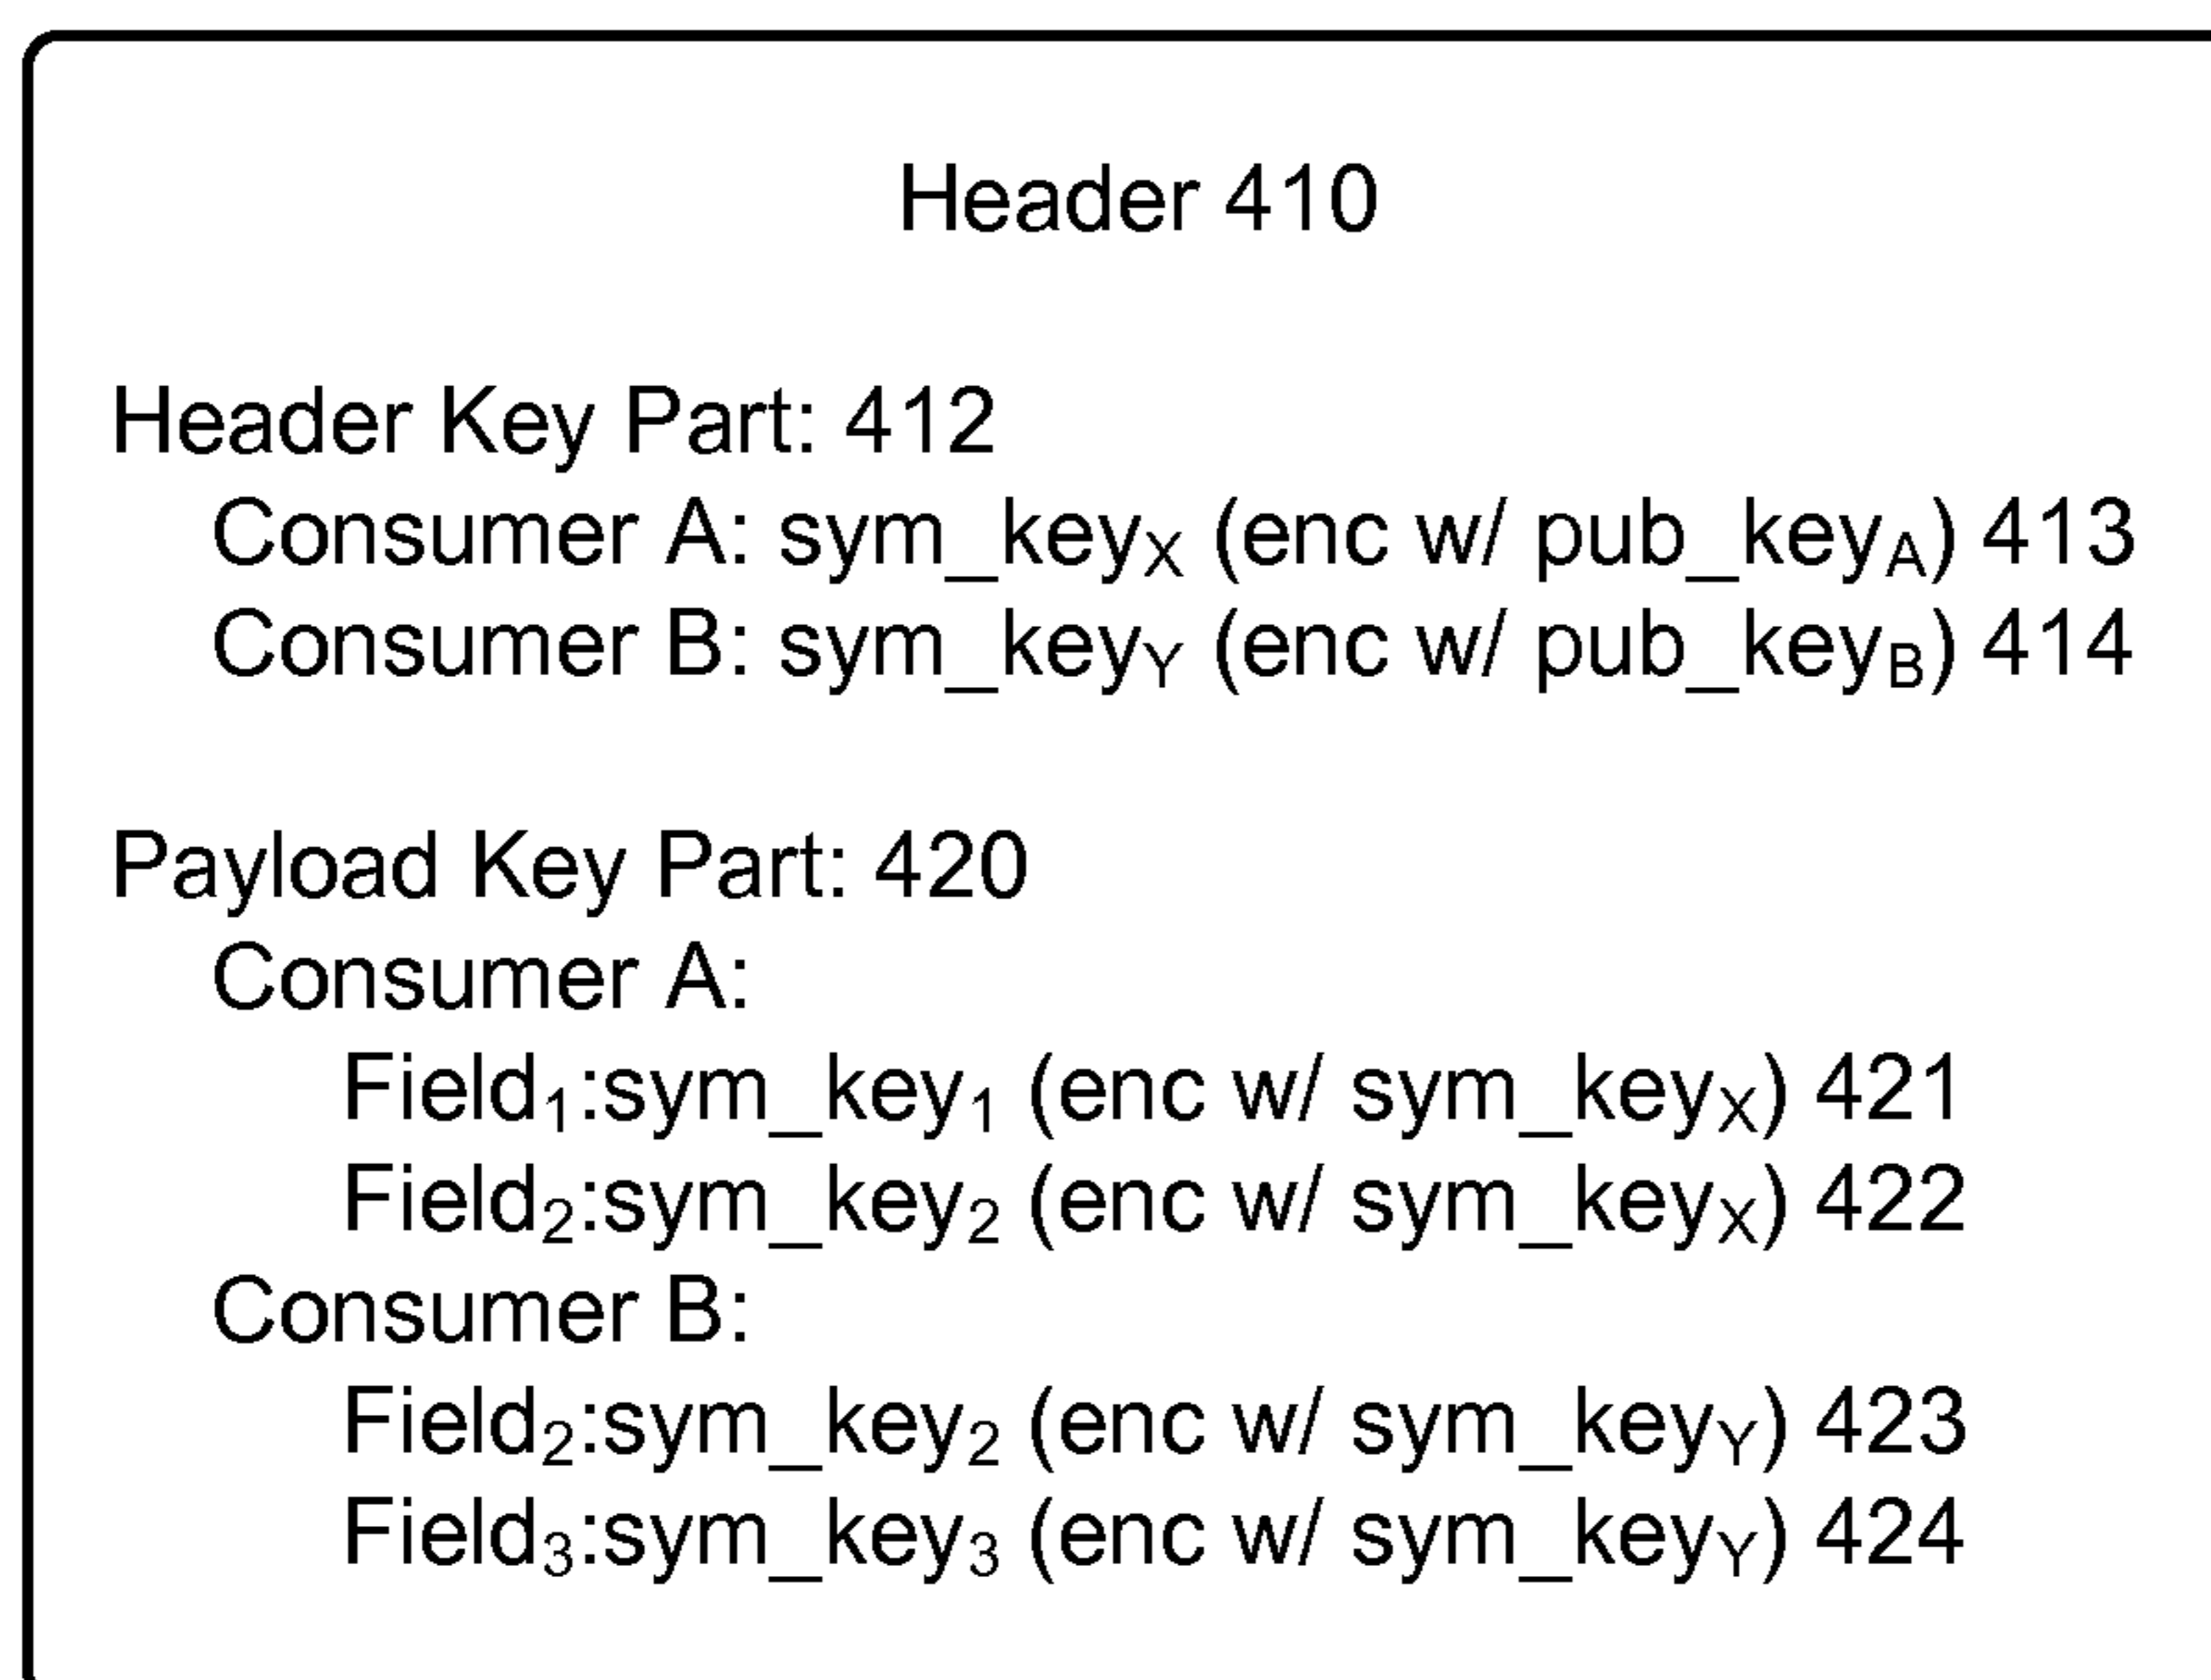 Header 410
Header Key Part: 412
Consumer A: sym_keyX (enc w/ pub_keyA) 413
Consumer B: sym_keyY (enc w/ pub_keyB) 414
Payload Key Part: 420
Consumer A:
Field1:sym_key1 (enc w/ sym_keyX) 421
Field2:sym_key2 (enc w/ sym_keyX) 422
Consumer B:
Field2:sym_key2 (enc w/ sym_keyY) 423
Field3:sym_key3 (enc w/ sym_keyY) 424